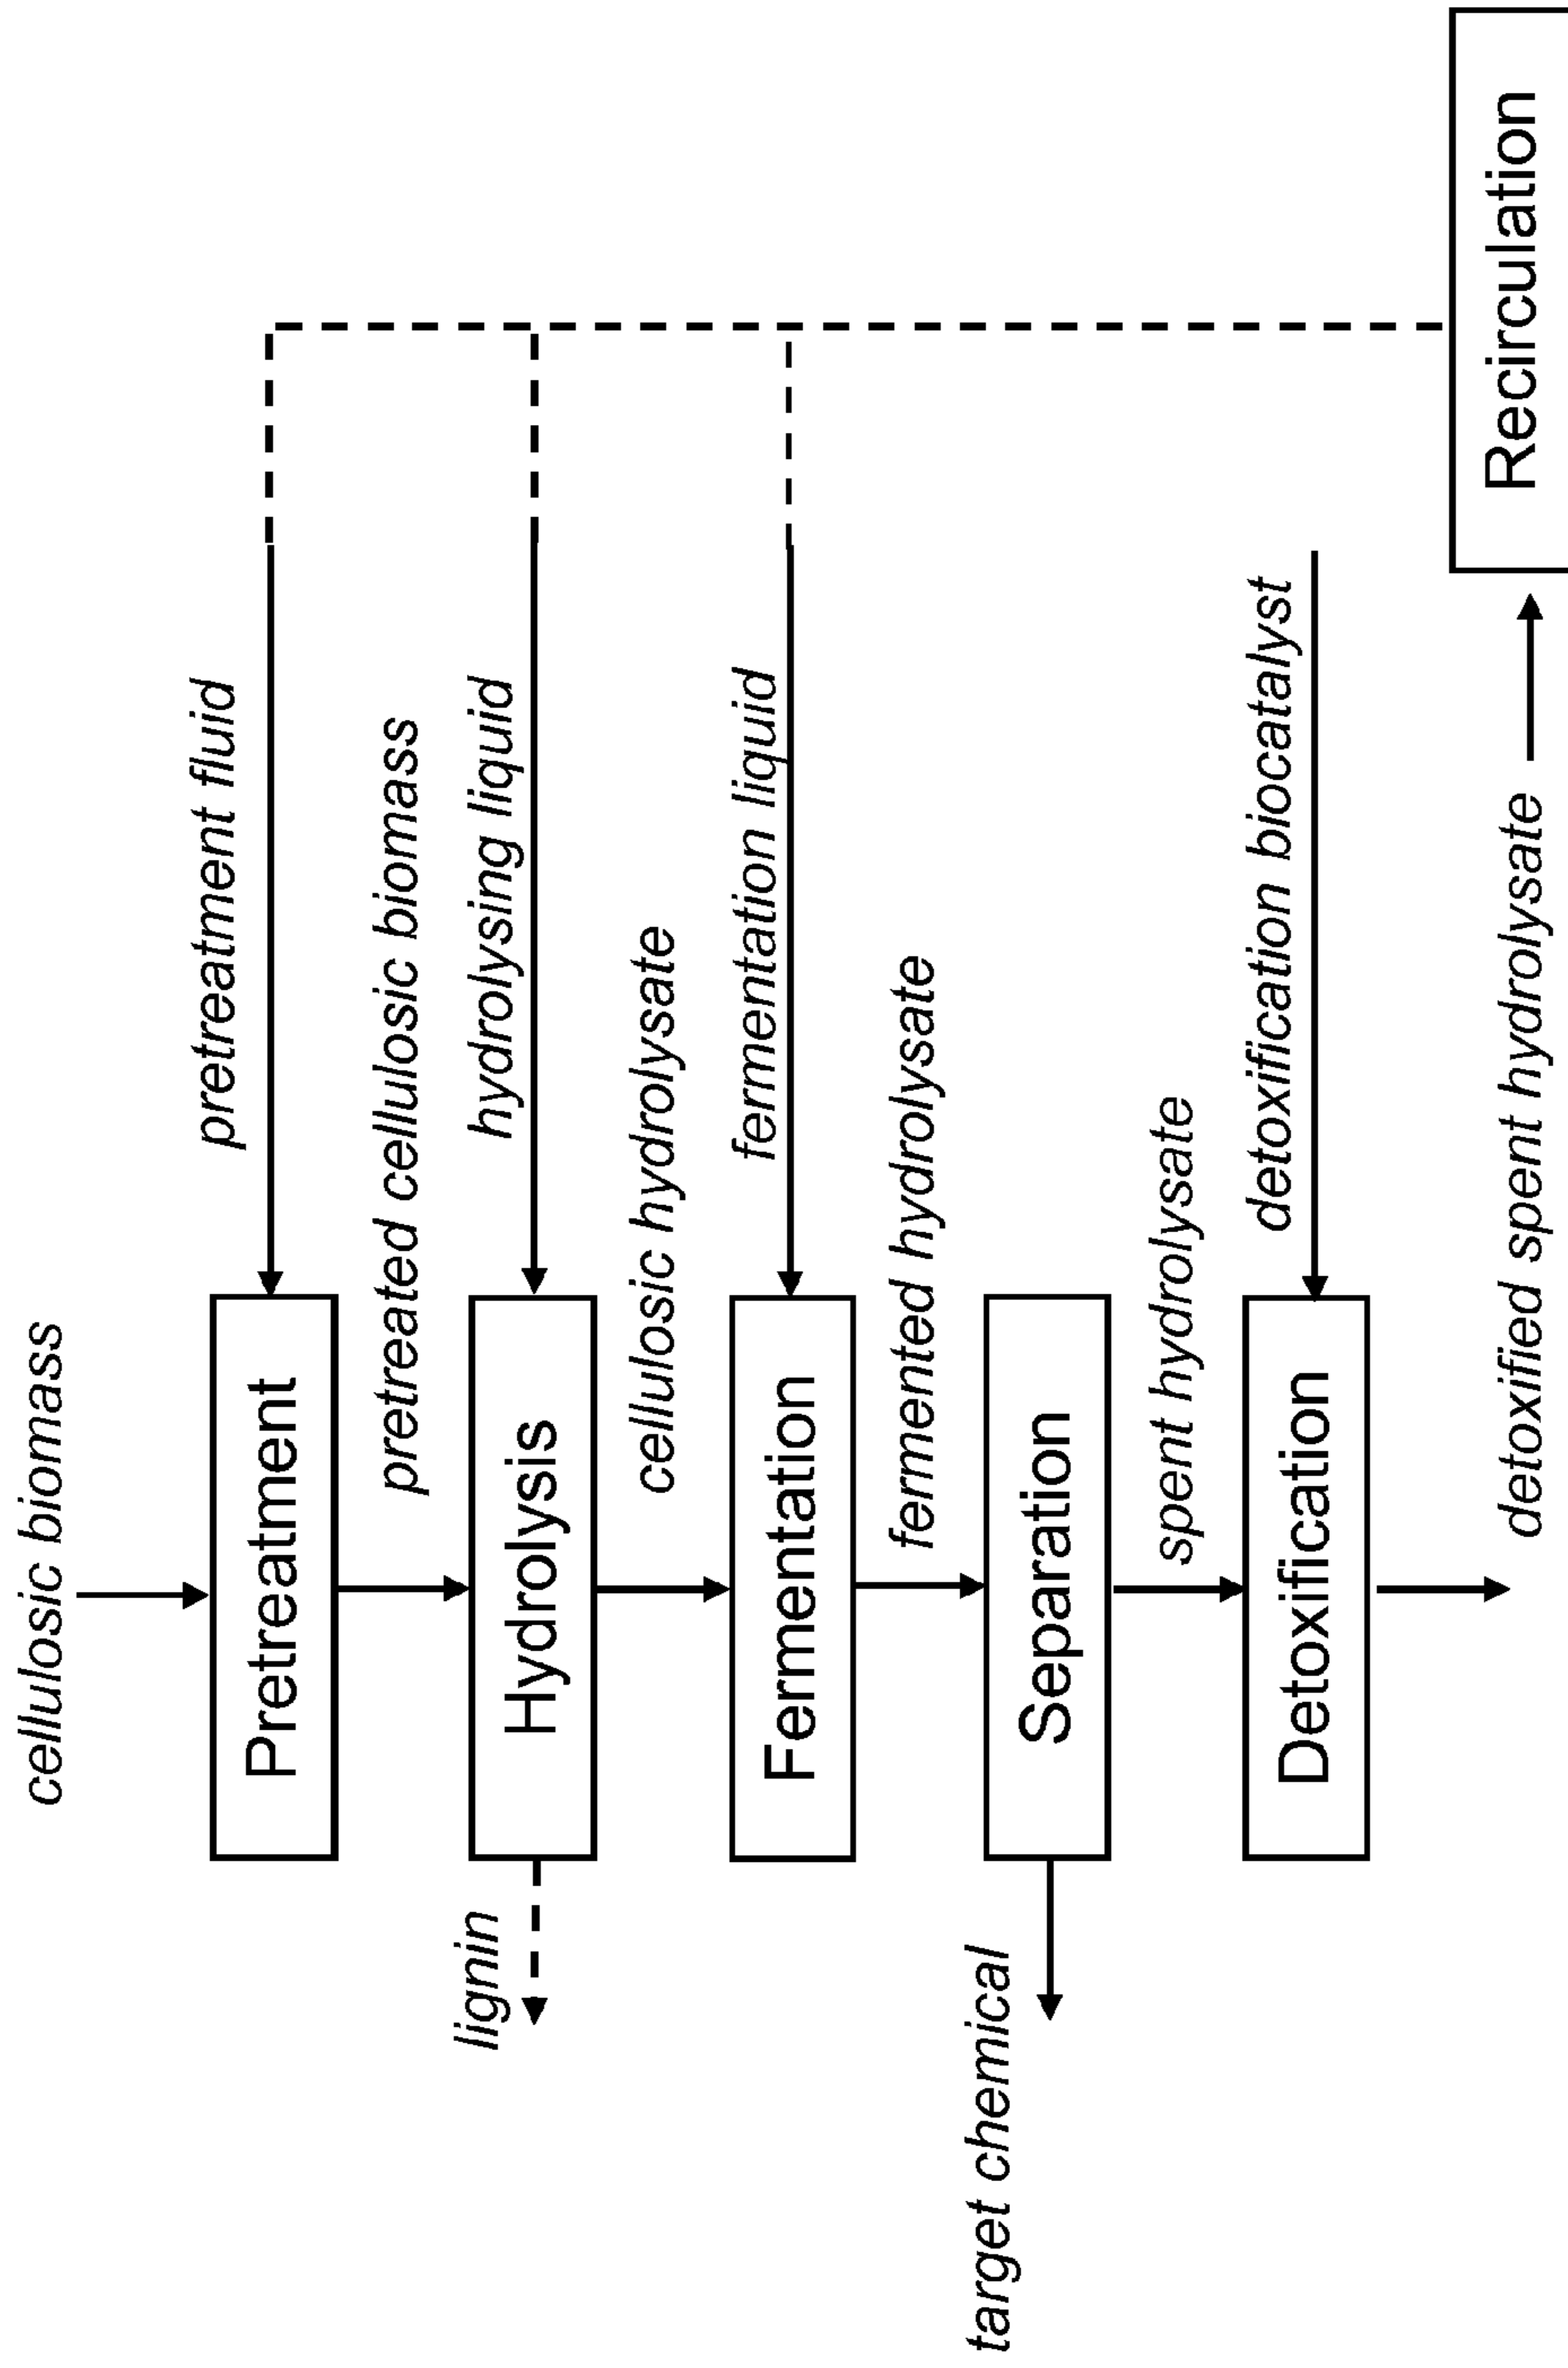 cellulosic biomass
pretreatment fluid
Pretreatment
pretreated cellulosic biomass
hydrolysing liquid
lignin
Hydrolysis
cellulosic hydrolysate
fermentation liquid
Fermentation
fermented hydrolysate
target chemical
Separation
spent hydrolysate
detoxification biocatalyst
Detoxification
detoxified spent hydrolysate
Recirculation